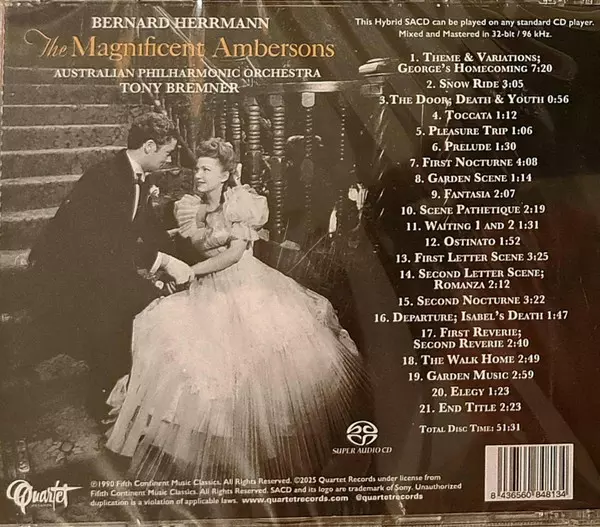 BERNARD HERRMANN
The Magnificent Ambersons
AUSTRALIAN PHILHARMONIC ORCHESTRA
TONY BREMNER
This Hybrid SACD can be played on any standard CD player.
Mixed and Mastered in 32-bit / 96 kHz.
1. THEME & VARIATIONS;
GEORGE'S HOMECOMING 7:20
2. SNOW RIDE 3:05
3. THE DOOR; DEATH & YOUTH 0:56
4. TOCCATA 1:12
5. PLEASURE TRIP 1:06
6. PRELUDE 1:30
7. FIRST NOCTURNE 4:08
8. GARDEN SCENE 1:14
9. FANTASIA 2:07
10. SCENE PATHETIQUE 2:19
11. WAITING 1 AND 2 1:31
12. OSTINATO 1:52
13. FIRST LETTER SCENE 3:25
14. SECOND LETTER SCENE;
ROMANZA 2:12
15. SECOND NOCTURNE 3:22
16. DEPARTURE; ISABEL'S DEATH 1:47
17. FIRST REVERIE;
SECOND REVERIE 2:40
18. THE WALK HOME 2:49
19. GARDEN MUSIC 2:59
20. ELEGY 1:23
21. END TITLE 2:23
TOTAL DISC TIME: 51:31
SUPER AUDIO CD
Quartet
RECORDS
℗1990 Fifth Continent Music Classics. All Rights Reserved. ©2025 Quartet Records under license from
Fifth Continent Music Classics. All Rights Reserved. SACD and its logo are trademark of Sony. Unauthorized
duplication is a violation of applicable laws. www.quartetrecords.com @quartetrecords
8 436560 848134